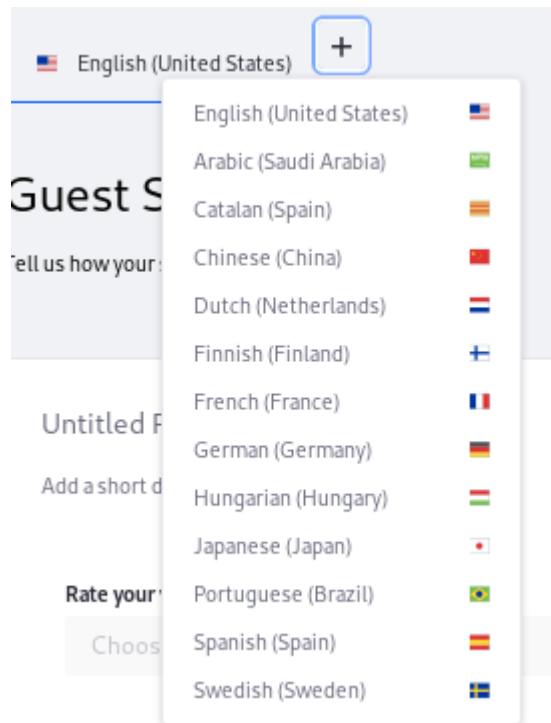 English (United States) +
English (United States)
Arabic (Saudi Arabia)
Guest S
Catalan (Spain)
Tell us how your
Chinese (China)
Dutch (Netherlands)
Finnish (Finland)
French (France)
Untitled
German (Germany)
Add a short d
Hungarian (Hungary)
Japanese (Japan)
Rate your
Portuguese (Brazil)
Choos
Spanish (Spain)
Swedish (Sweden)